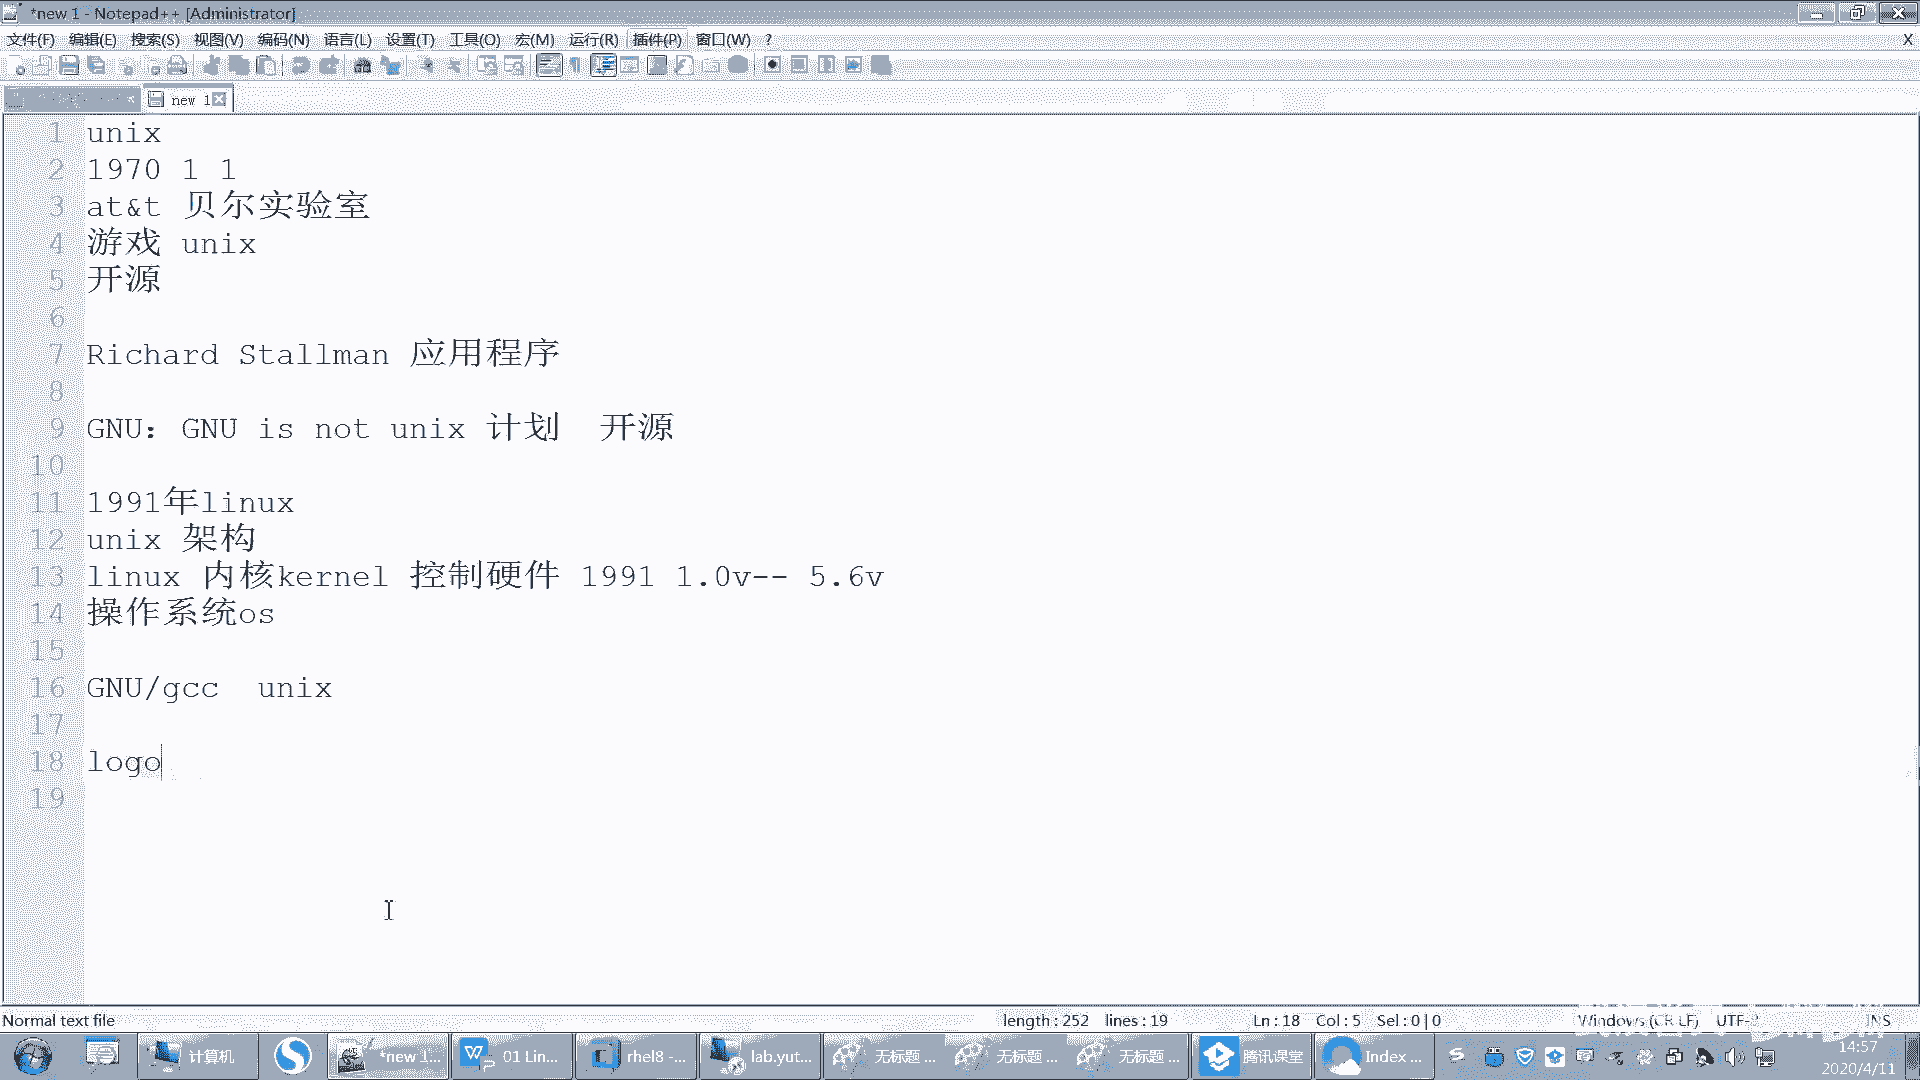 *new 1 - Notepad++ [Administrator]
文件(F) 编辑(E) 搜索(S) 视图(V) 编码(N) 语言(L) 设置(T) 工具(O) 宏(M) 运行(R) 插件(P) 窗口(W) ? X
new 1
1 unix
2 1970 1 1
3 at&t 贝尔实验室
4 游戏 unix
5 开源
6
7 Richard Stallman 应用程序
8
9 GNU：GNU is not unix 计划 开源
10
11 1991年linux
12 unix 架构
13 linux 内核kernel 控制硬件 1991 1.0v-- 5.6v
14 操作系统os
15
16 GNU/gcc unix
17
18 logo
19
Normal text file length : 252 lines : 19 Ln : 18 Col : 5 Sel : 0 | 0 Windows (CR LF) INS
计算机 *new 1... 01 Lin... rhel8 -... lab.yut... 无标题 ... 无标题 ... 无标题 ... 腾讯课堂 Index ... 14:57
2020/4/11